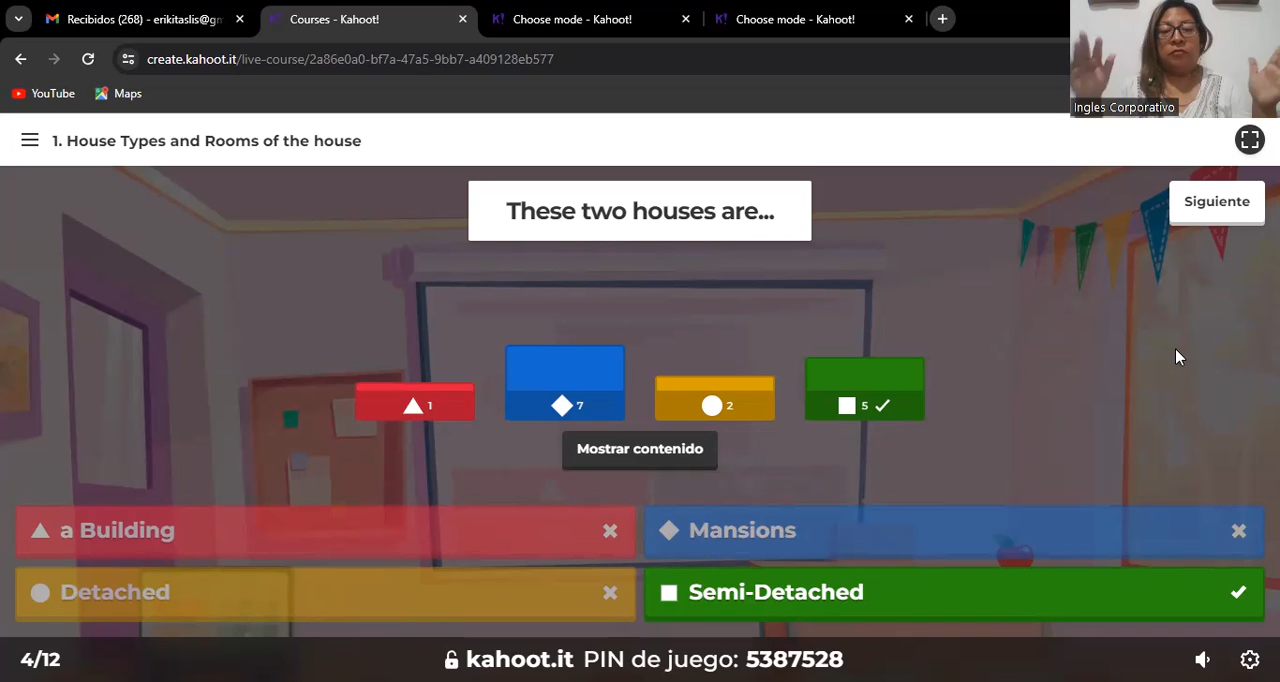 Recibidos (268) - erikitaslis@gm
Courses - Kahoot!
Choose mode - Kahoot!
Choose mode - Kahoot!
create.kahoot.it/live-course/2a86e0a0-bf7a-47a5-9bb7-a409128eb577
YouTube
Maps
Ingles Corporativo
1. House Types and Rooms of the house
These two houses are...
Siguiente
1
7
2
5
Mostrar contenido
a Building
Mansions
Detached
Semi-Detached
4/12
kahoot.it PIN de juego: 5387528